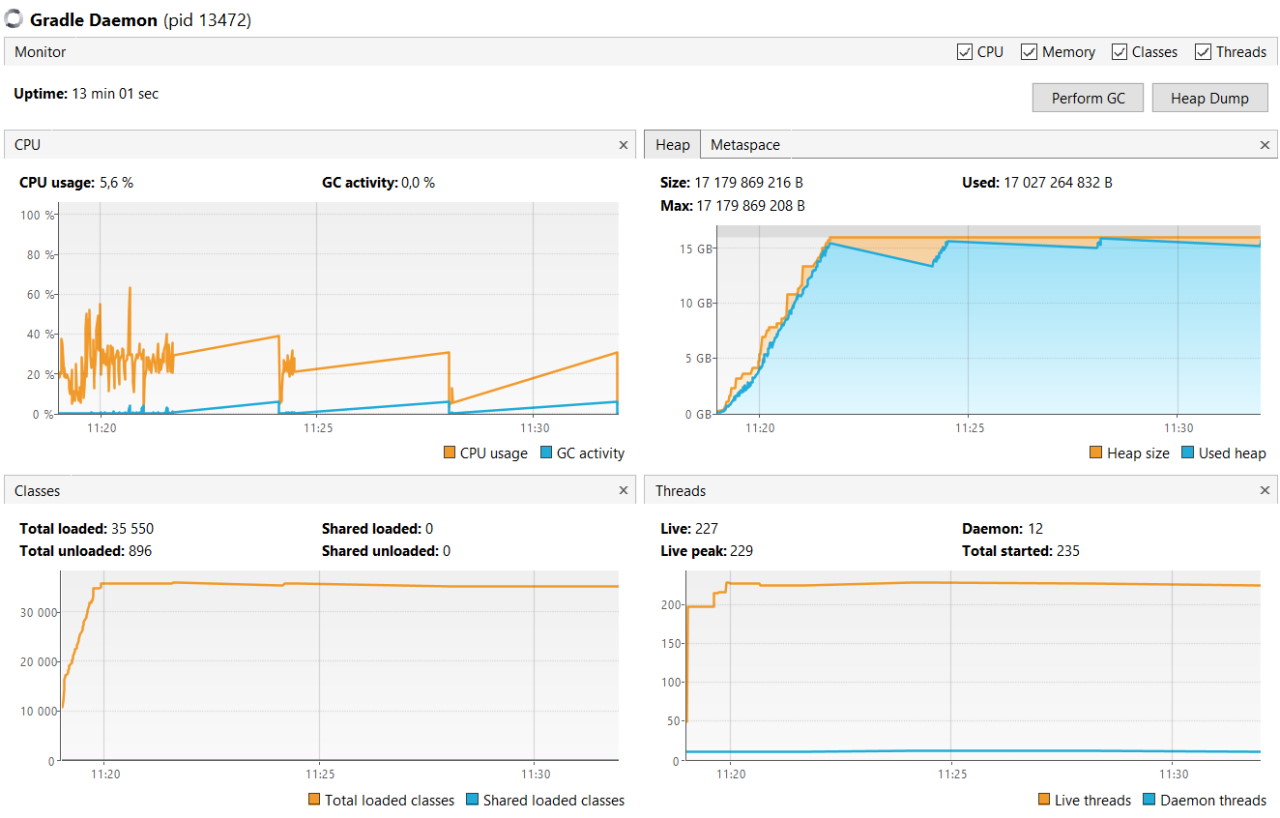 Gradle Daemon (pid 13472)
Monitor
CPU Memory Classes Threads
Uptime: 13 min 01 sec
Perform GC Heap Dump
CPU ×
CPU usage: 5,6 % GC activity: 0,0 %
100 %
80 %
60 %
40 %
20 %
0 %
11:20 11:25 11:30
CPU usage GC activity
Heap Metaspace ×
Size: 17 179 869 216 B Used: 17 027 264 832 B
Max: 17 179 869 208 B
15 GB
10 GB
5 GB
0 GB
11:20 11:25 11:30
Heap size Used heap
Classes ×
Total loaded: 35 550 Shared loaded: 0
Total unloaded: 896 Shared unloaded: 0
30 000
20 000
10 000
0
11:20 11:25 11:30
Total loaded classes Shared loaded classes
Threads ×
Live: 227 Daemon: 12
Live peak: 229 Total started: 235
200
150
100
50
0
11:20 11:25 11:30
Live threads Daemon threads